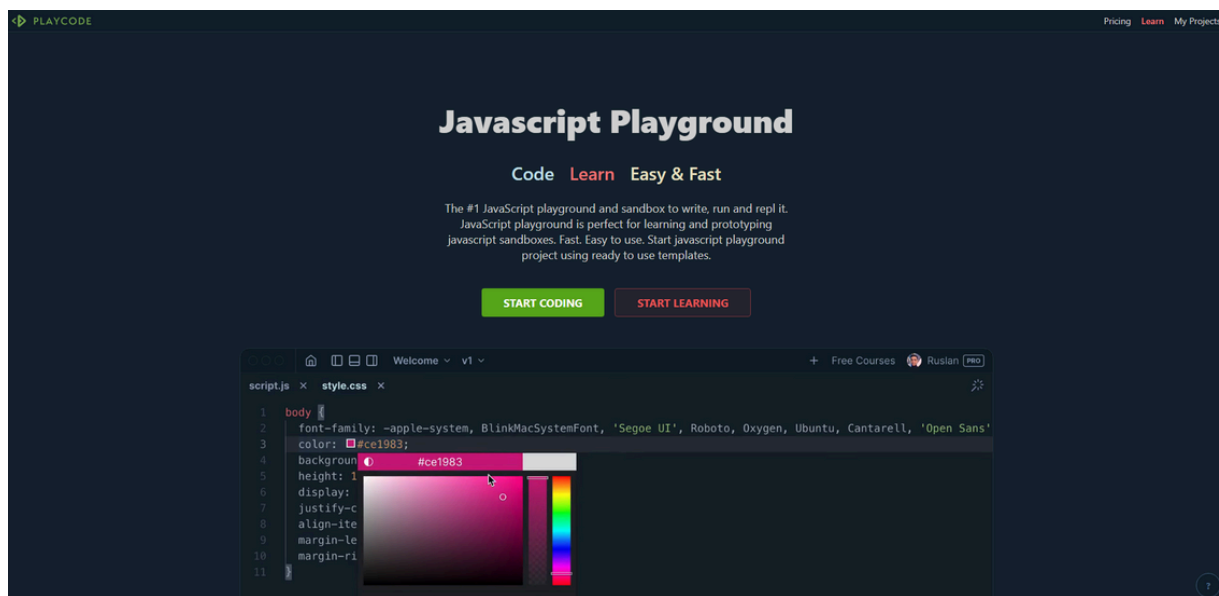 PLAYCODE
Pricing Learn My Projects
Javascript Playground
Code Learn Easy & Fast
The #1 JavaScript playground and sandbox to write, run and repl it.
JavaScript playground is perfect for learning and prototyping
javascript sandboxes. Fast. Easy to use. Start javascript playground
project using ready to use templates.
START CODING START LEARNING
Welcome v1 + Free Courses Ruslan PRO
script.js × style.css ×
1 body {
2 font-family: -apple-system, BlinkMacSystemFont, 'Segoe UI', Roboto, Oxygen, Ubuntu, Cantarell, 'Open Sans'
3 color: #ce1983;
4 backgroun #ce1983
5 height: 1
6 display:
7 justify-c
8 align-ite
9 margin-le
10 margin-ri
11 }
?